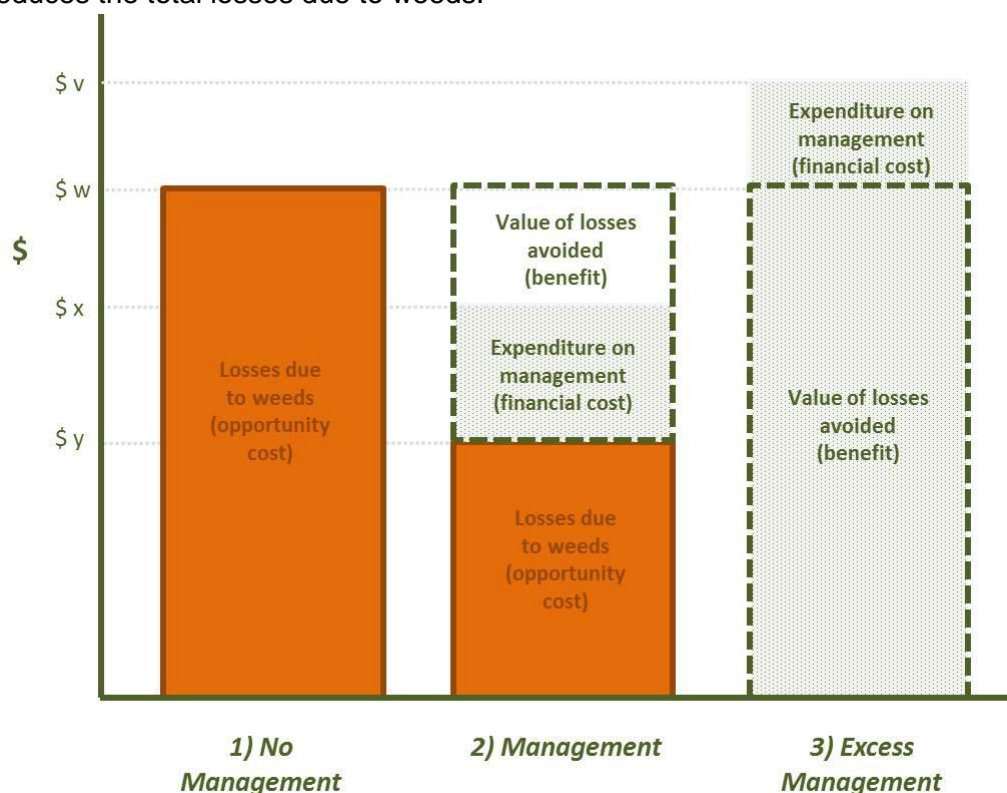 educes the total losses due to weeds.
$ v
$ w
$
$ x
$ y
Losses due
to weeds
(opportunity
cost)
Value of losses
avoided
(benefit)
Expenditure on
management
(financial cost)
Losses due
to weeds
(opportunity
cost)
Expenditure on
management
(financial cost)
Value of losses
avoided
(benefit)
1) No
Management
2) Management
3) Excess
Management